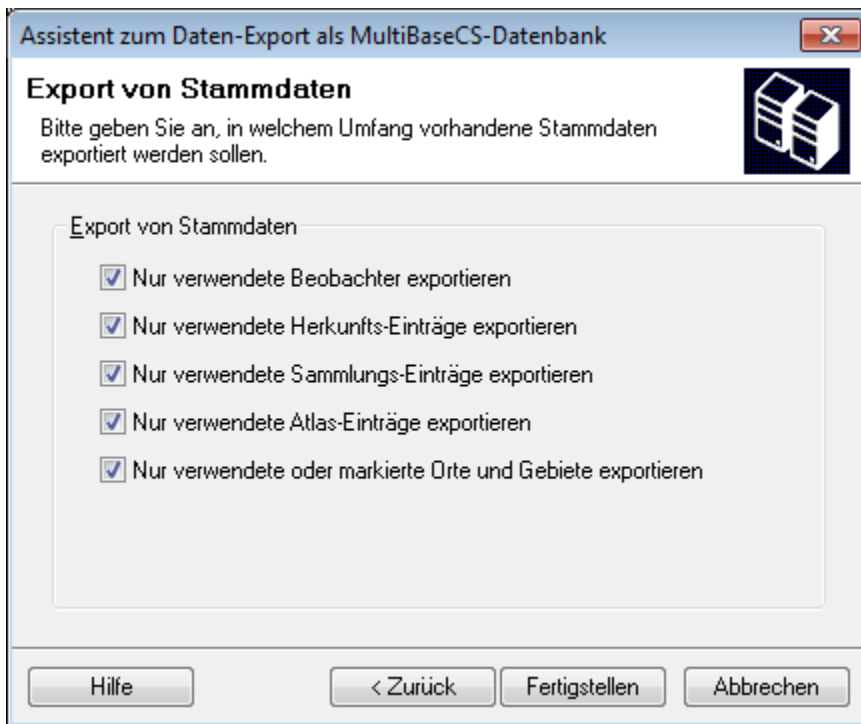 Assistent zum Daten-Export als MultiBaseCS-Datenbank
Export von Stammdaten
Bitte geben Sie an, in welchem Umfang vorhandene Stammdaten
exportiert werden sollen.
Export von Stammdaten
Nur verwendete Beobachter exportieren
Nur verwendete Herkunfts-Einträge exportieren
Nur verwendete Sammlungs-Einträge exportieren
Nur verwendete Atlas-Einträge exportieren
Nur verwendete oder markierte Orte und Gebiete exportieren
Hilfe
< Zurück
Fertigstellen
Abbrechen